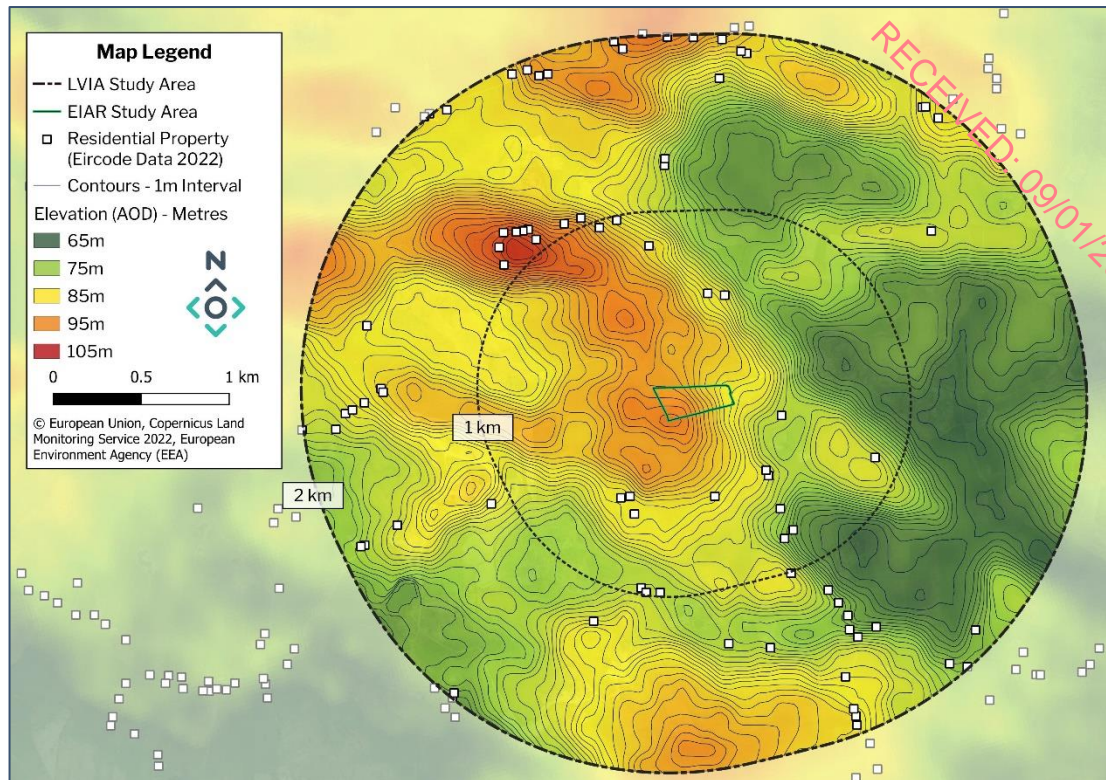 Map Legend
LVIA Study Area
EIAR Study Area
Residential Property
(Eircode Data 2022)
Contours - 1m Interval
Elevation (AOD) - Metres
65m
75m
85m
95m
105m
N
0 0.5 1 km
© European Union, Copernicus Land
Monitoring Service 2022, European
Environment Agency (EEA)
RECEIVED: 09/01/2
1 km
2 km